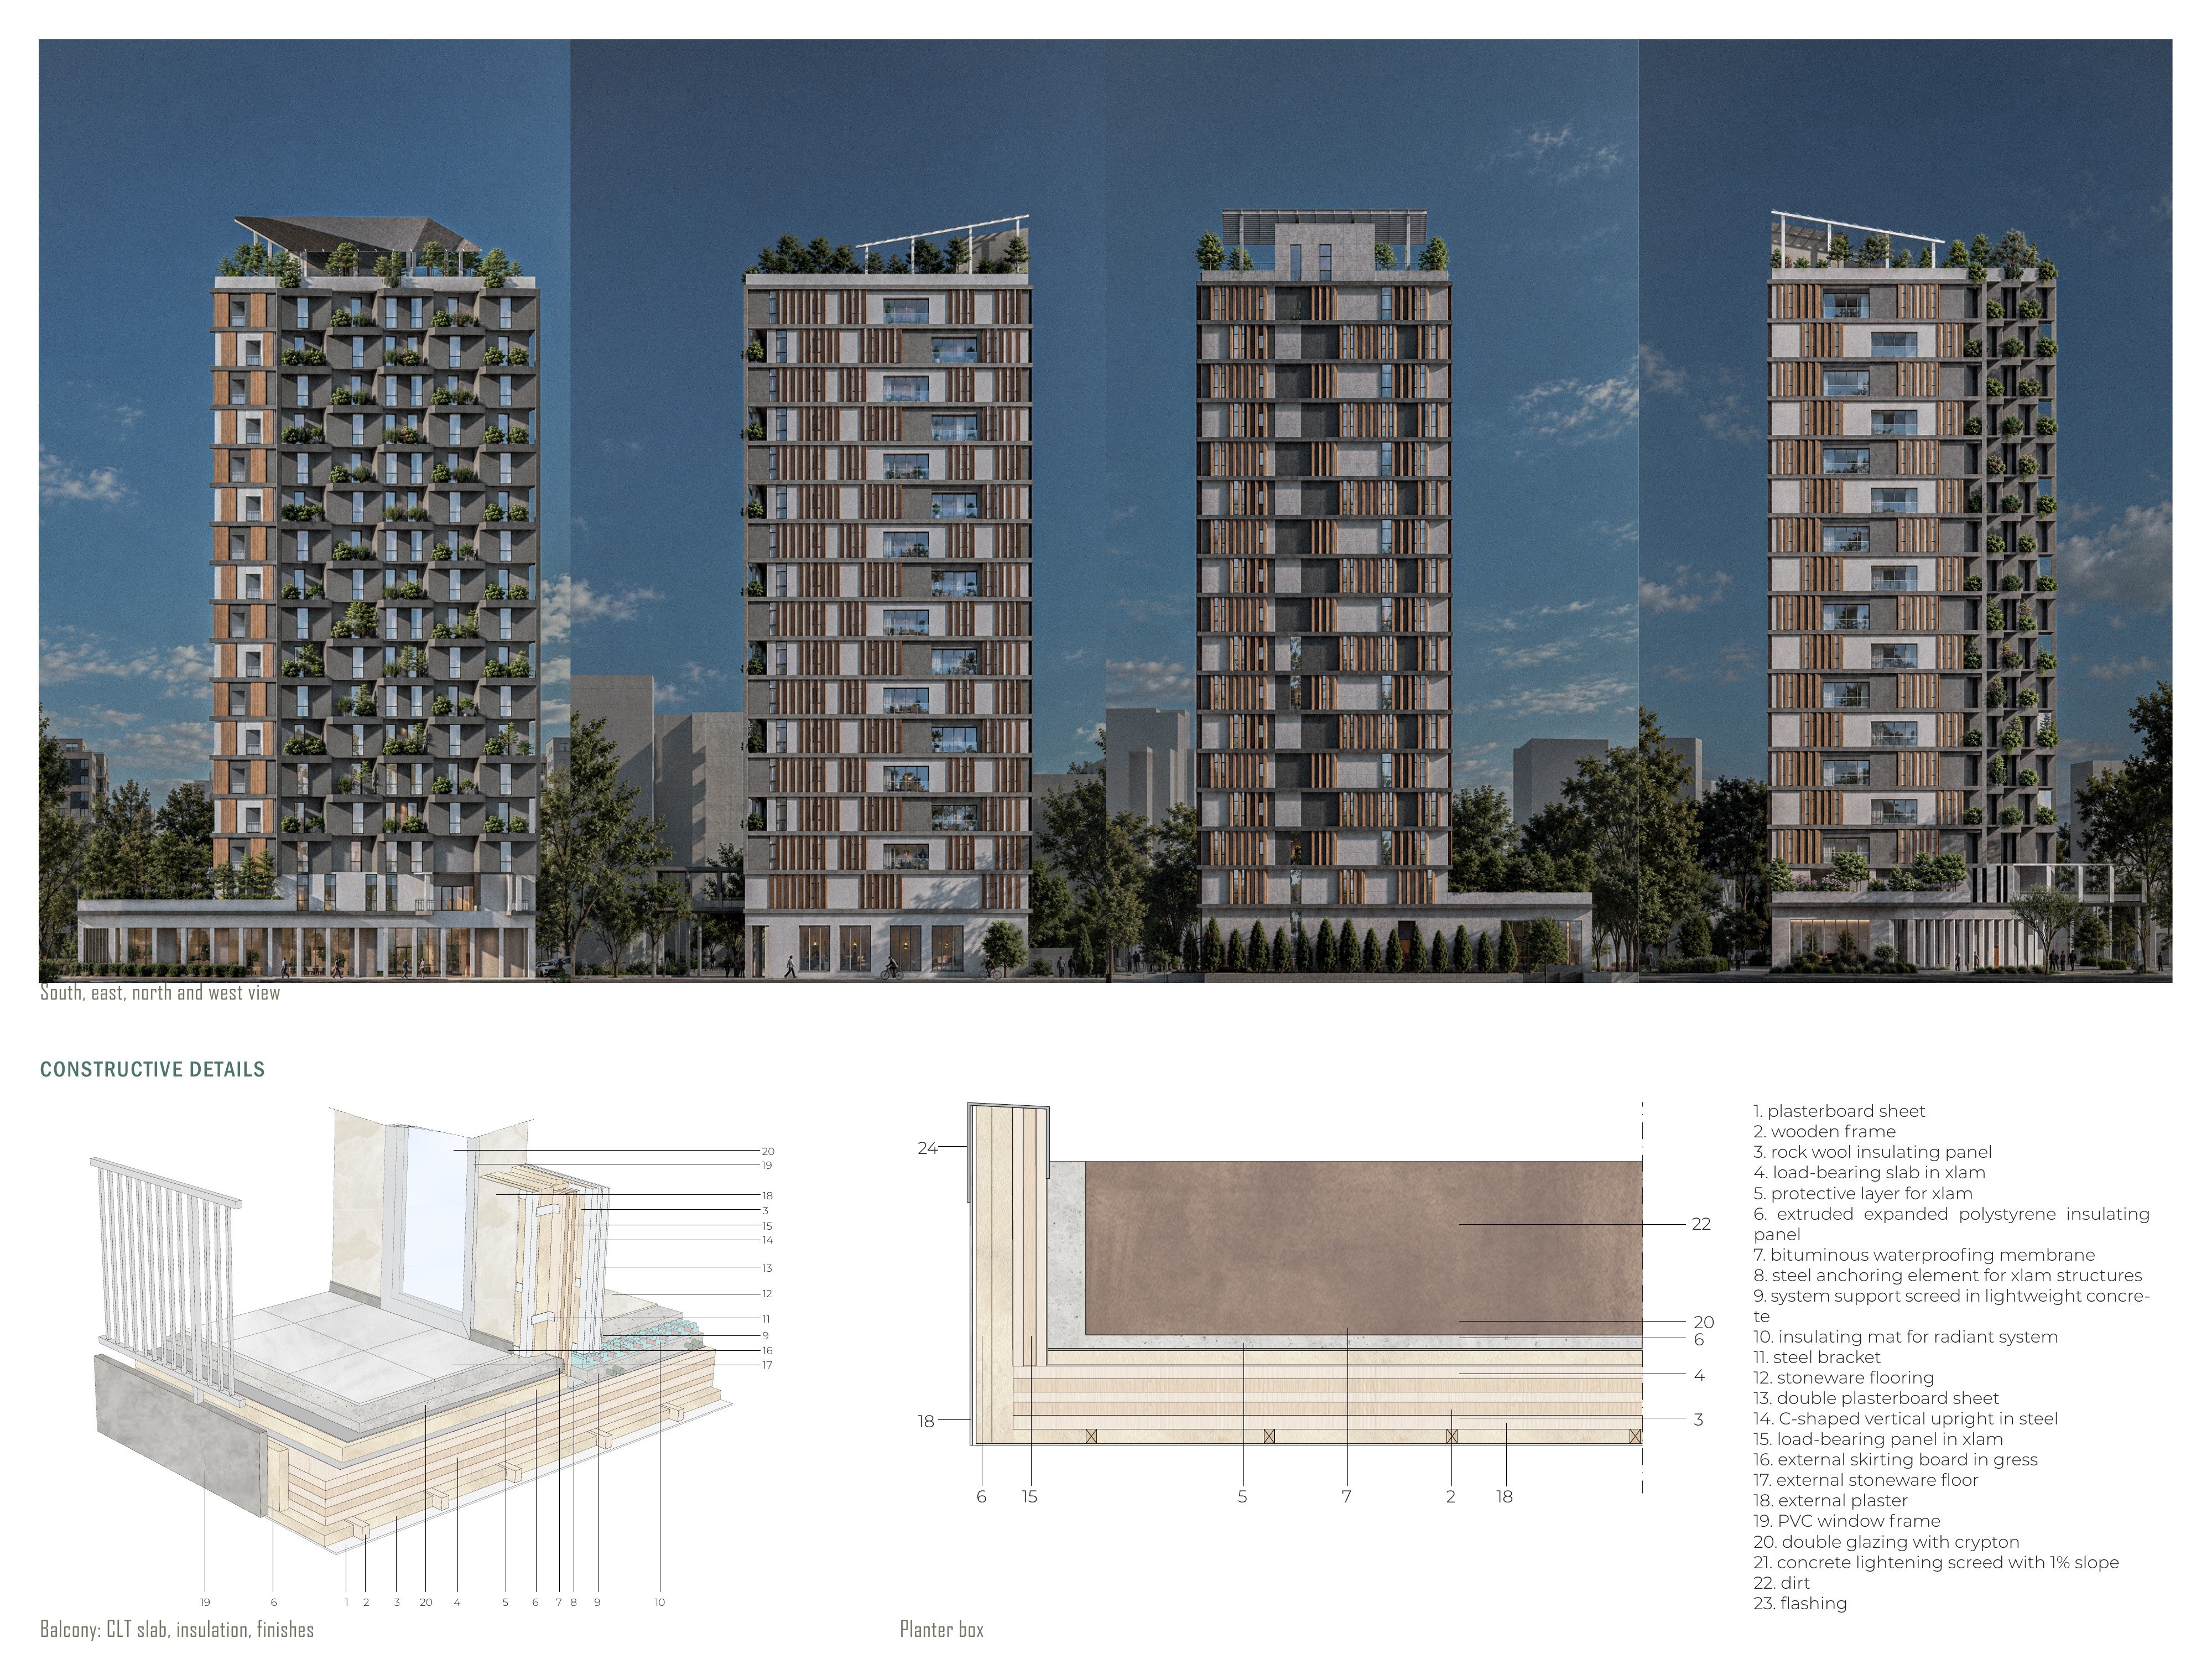 South, east, north and west view
CONSTRUCTIVE DETAILS
20
19
18
3
15
14
13
12
11
9
16
17
19
6
1
2
3
20
4
5
6
7
8
9
10
Balcony: CLT slab, insulation, finishes
24
18
22
20
6
4
3
6
15
5
7
2
18
Planter box
1. plasterboard sheet
2. wooden frame
3. rock wool insulating panel
4. load-bearing slab in xlam
5. protective layer for xlam
6. extruded expanded polystyrene insulating
panel
7. bituminous waterproofing membrane
8. steel anchoring element for xlam structures
9. system support screed in lightweight concre-
te
10. insulating mat for radiant system
11. steel bracket
12. stoneware flooring
13. double plasterboard sheet
14. C-shaped vertical upright in steel
15. load-bearing panel in xlam
16. external skirting board in gress
17. external stoneware floor
18. external plaster
19. PVC window frame
20. double glazing with crypton
21. concrete lightening screed with 1% slope
22. dirt
23. flashing